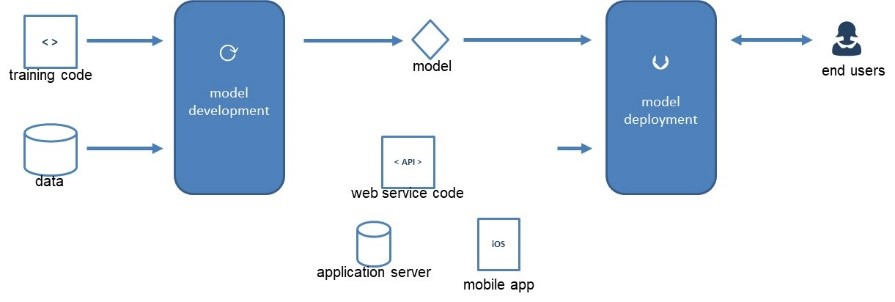 < >
training code
data
model
development
model
< API >
web service code
application server
iOS
mobile app
model
deployment
end users